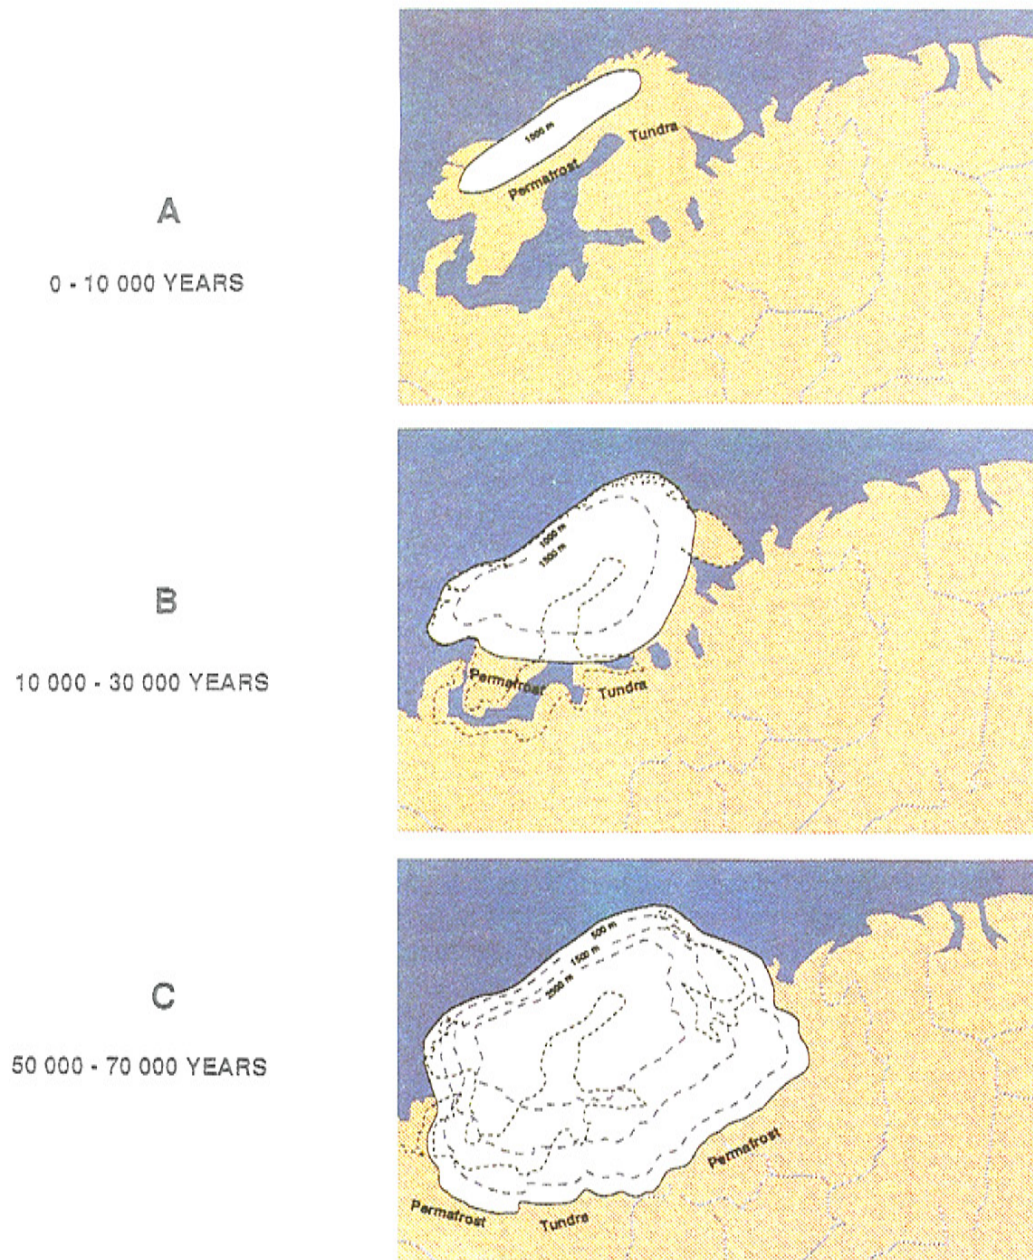 A
0 - 10 000 YEARS
1000 m
Tundra
Permafrost
B
10 000 - 30 000 YEARS
1000 m
1500 m
Permafrost
Tundra
C
50 000 - 70 000 YEARS
500 m
1500 m
2000 m
Permafrost
Permafrost
Tundra